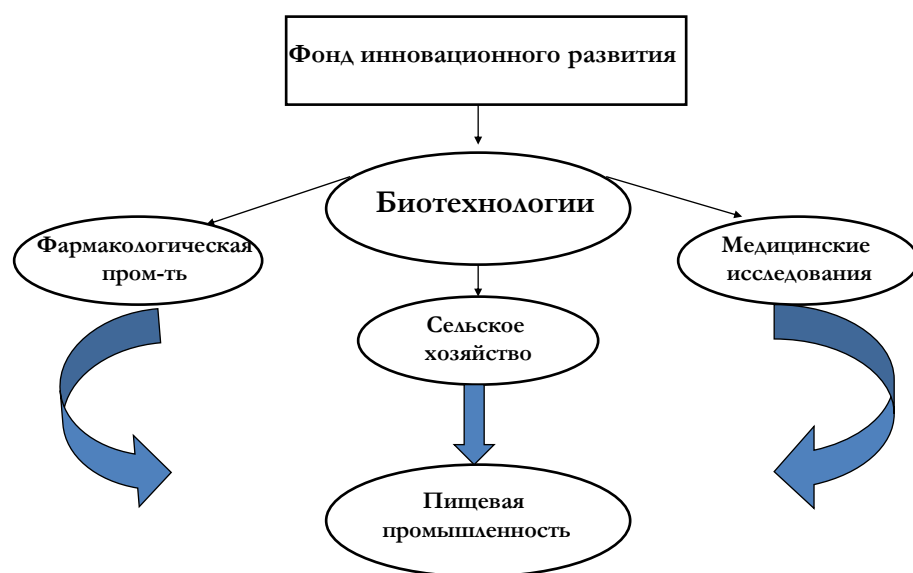 Фонд инновационного развития
Биотехнологии
Фармакологическая
пром-ть
Медицинские
исследования
Сельское
хозяйство
Пищевая
промышленность